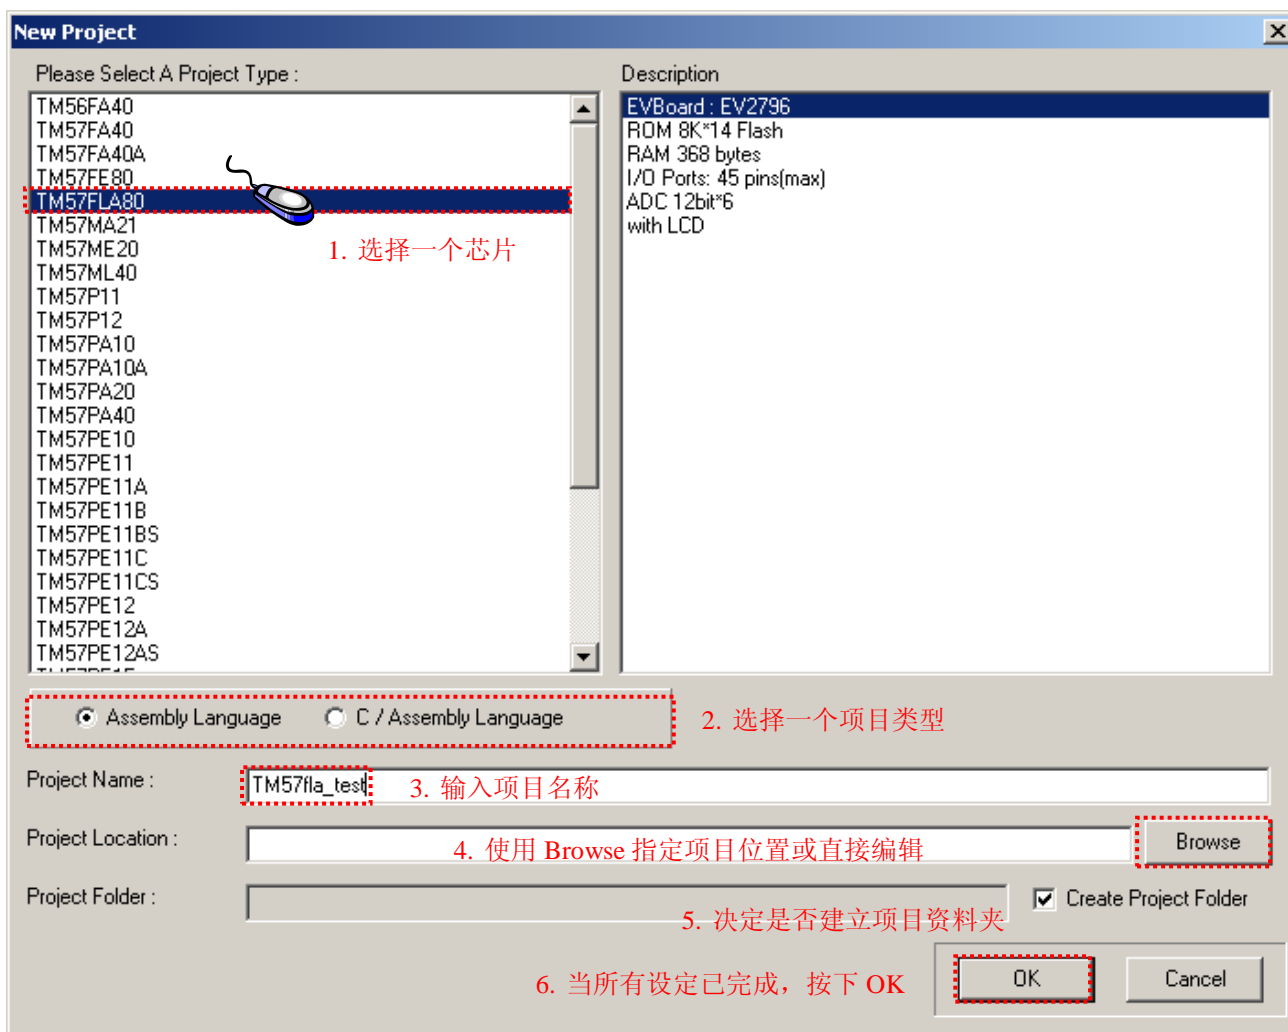 New Project
Please Select A Project Type :
TM56FA40
TM57FA40
TM57FA40A
TM57FE80
TM57FLA80
TM57MA21
TM57ME20
TM57ML40
TM57P11
TM57P12
TM57PA10
TM57PA10A
TM57PA20
TM57PA40
TM57PE10
TM57PE11
TM57PE11A
TM57PE11B
TM57PE11BS
TM57PE11C
TM57PE11CS
TM57PE12
TM57PE12A
TM57PE12AS
1. 选择一个芯片
Description
EVBoard : EV2796
ROM 8K*14 Flash
RAM 368 bytes
I/O Ports: 45 pins(max)
ADC 12bit*6
with LCD
Assembly Language C / Assembly Language 2. 选择一个项目类型
Project Name : TM57fla_test 3. 输入项目名称
Project Location : 4. 使用 Browse 指定项目位置或直接编辑 Browse
Project Folder : Create Project Folder
5. 决定是否建立项目资料夹
6. 当所有设定已完成，按下 OK OK Cancel